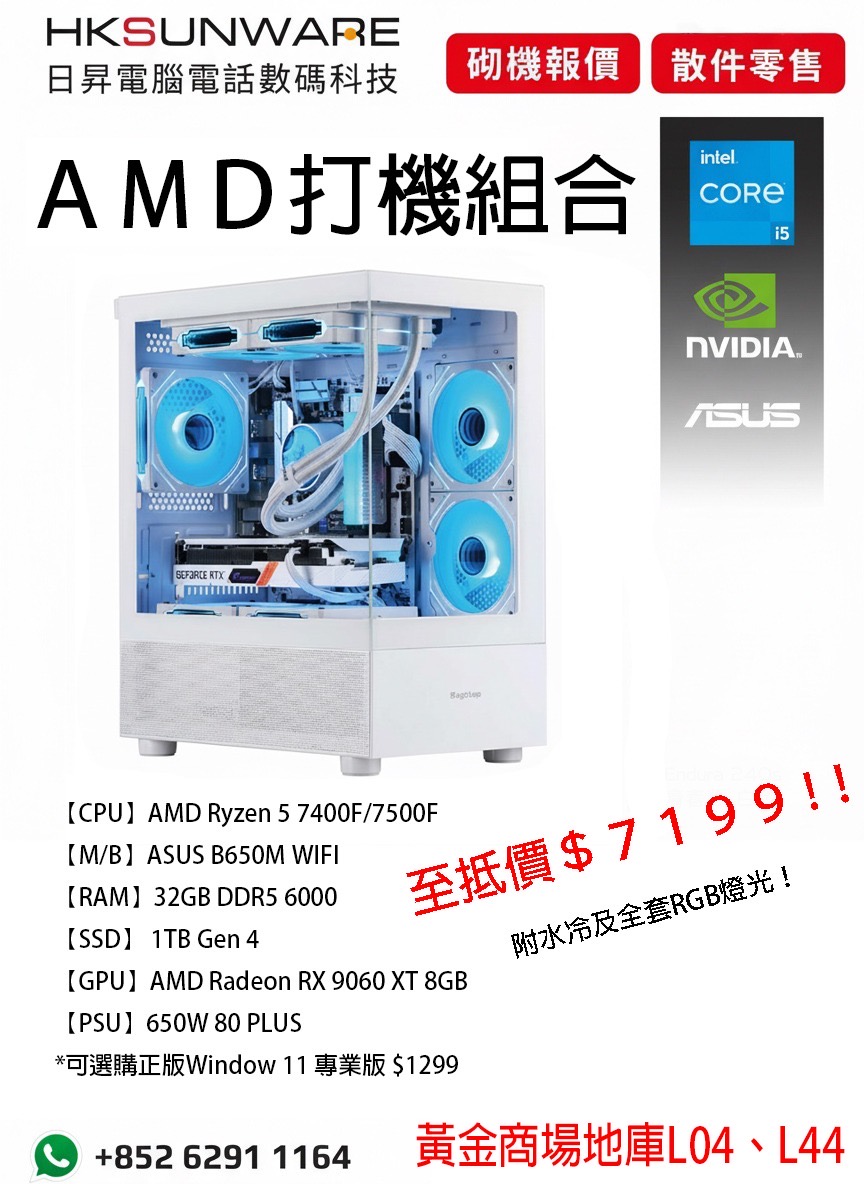 HKSUNWARE
日昇電腦電話數碼科技
砌機報價
散件零售
AMD打機組合
intel.
CORE
i5
NVIDIA
ASUS
GEFORCE RTX
【CPU】AMD Ryzen 5 7400F/7500F
【M/B】ASUS B650M WIFI
【RAM】32GB DDR5 6000
【SSD】 1TB Gen 4
【GPU】AMD Radeon RX 9060 XT 8GB
【PSU】650W 80 PLUS
*可選購正版Window 11 專業版 $1299
至抵價$7199!!
附水冷及全套RGB燈光!
+852 6291 1164
黃金商場地庫L04、L44